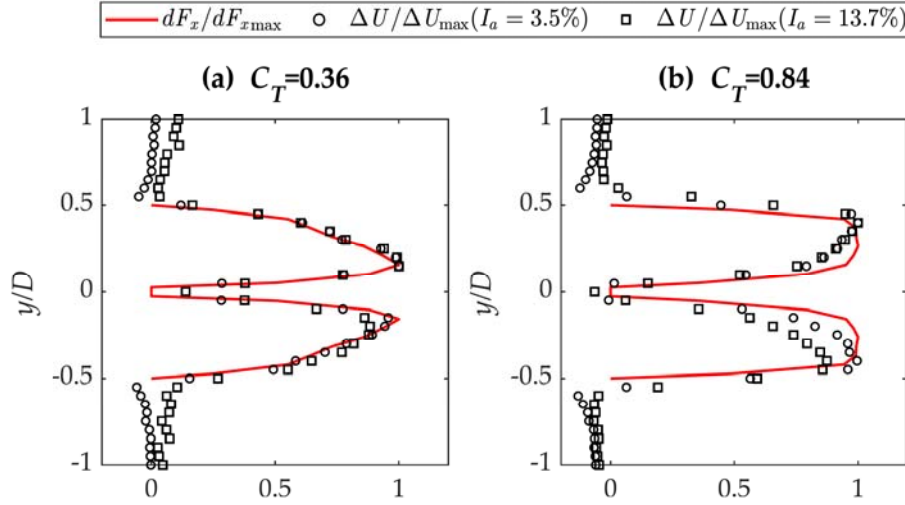 dF_x/dF_{x max} ΔU/ΔU_max(I_a = 3.5%) ΔU/ΔU_max(I_a = 13.7%)
(a) C_T=0.36
(b) C_T=0.84
y/D
1
0.5
0
-0.5
-1
0 0.5 1
y/D
1
0.5
0
-0.5
-1
0 0.5 1